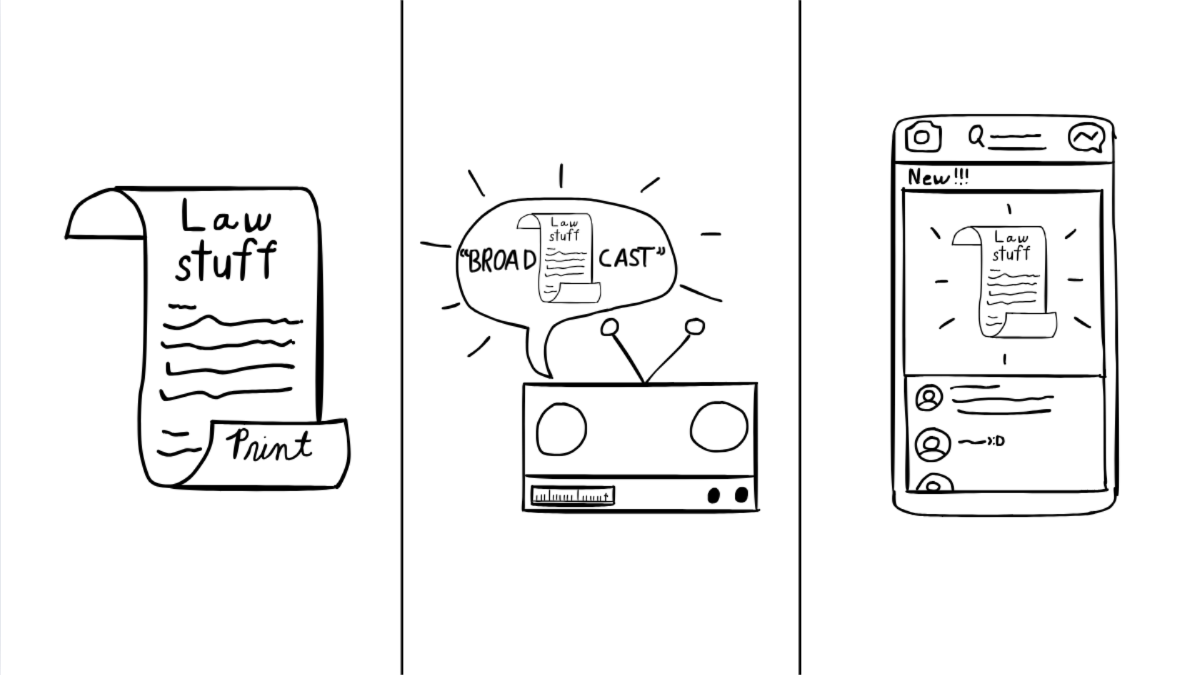 Law
stuff
Print
"BROAD CAST"
Law
stuff
New!!!
Law
stuff
:D